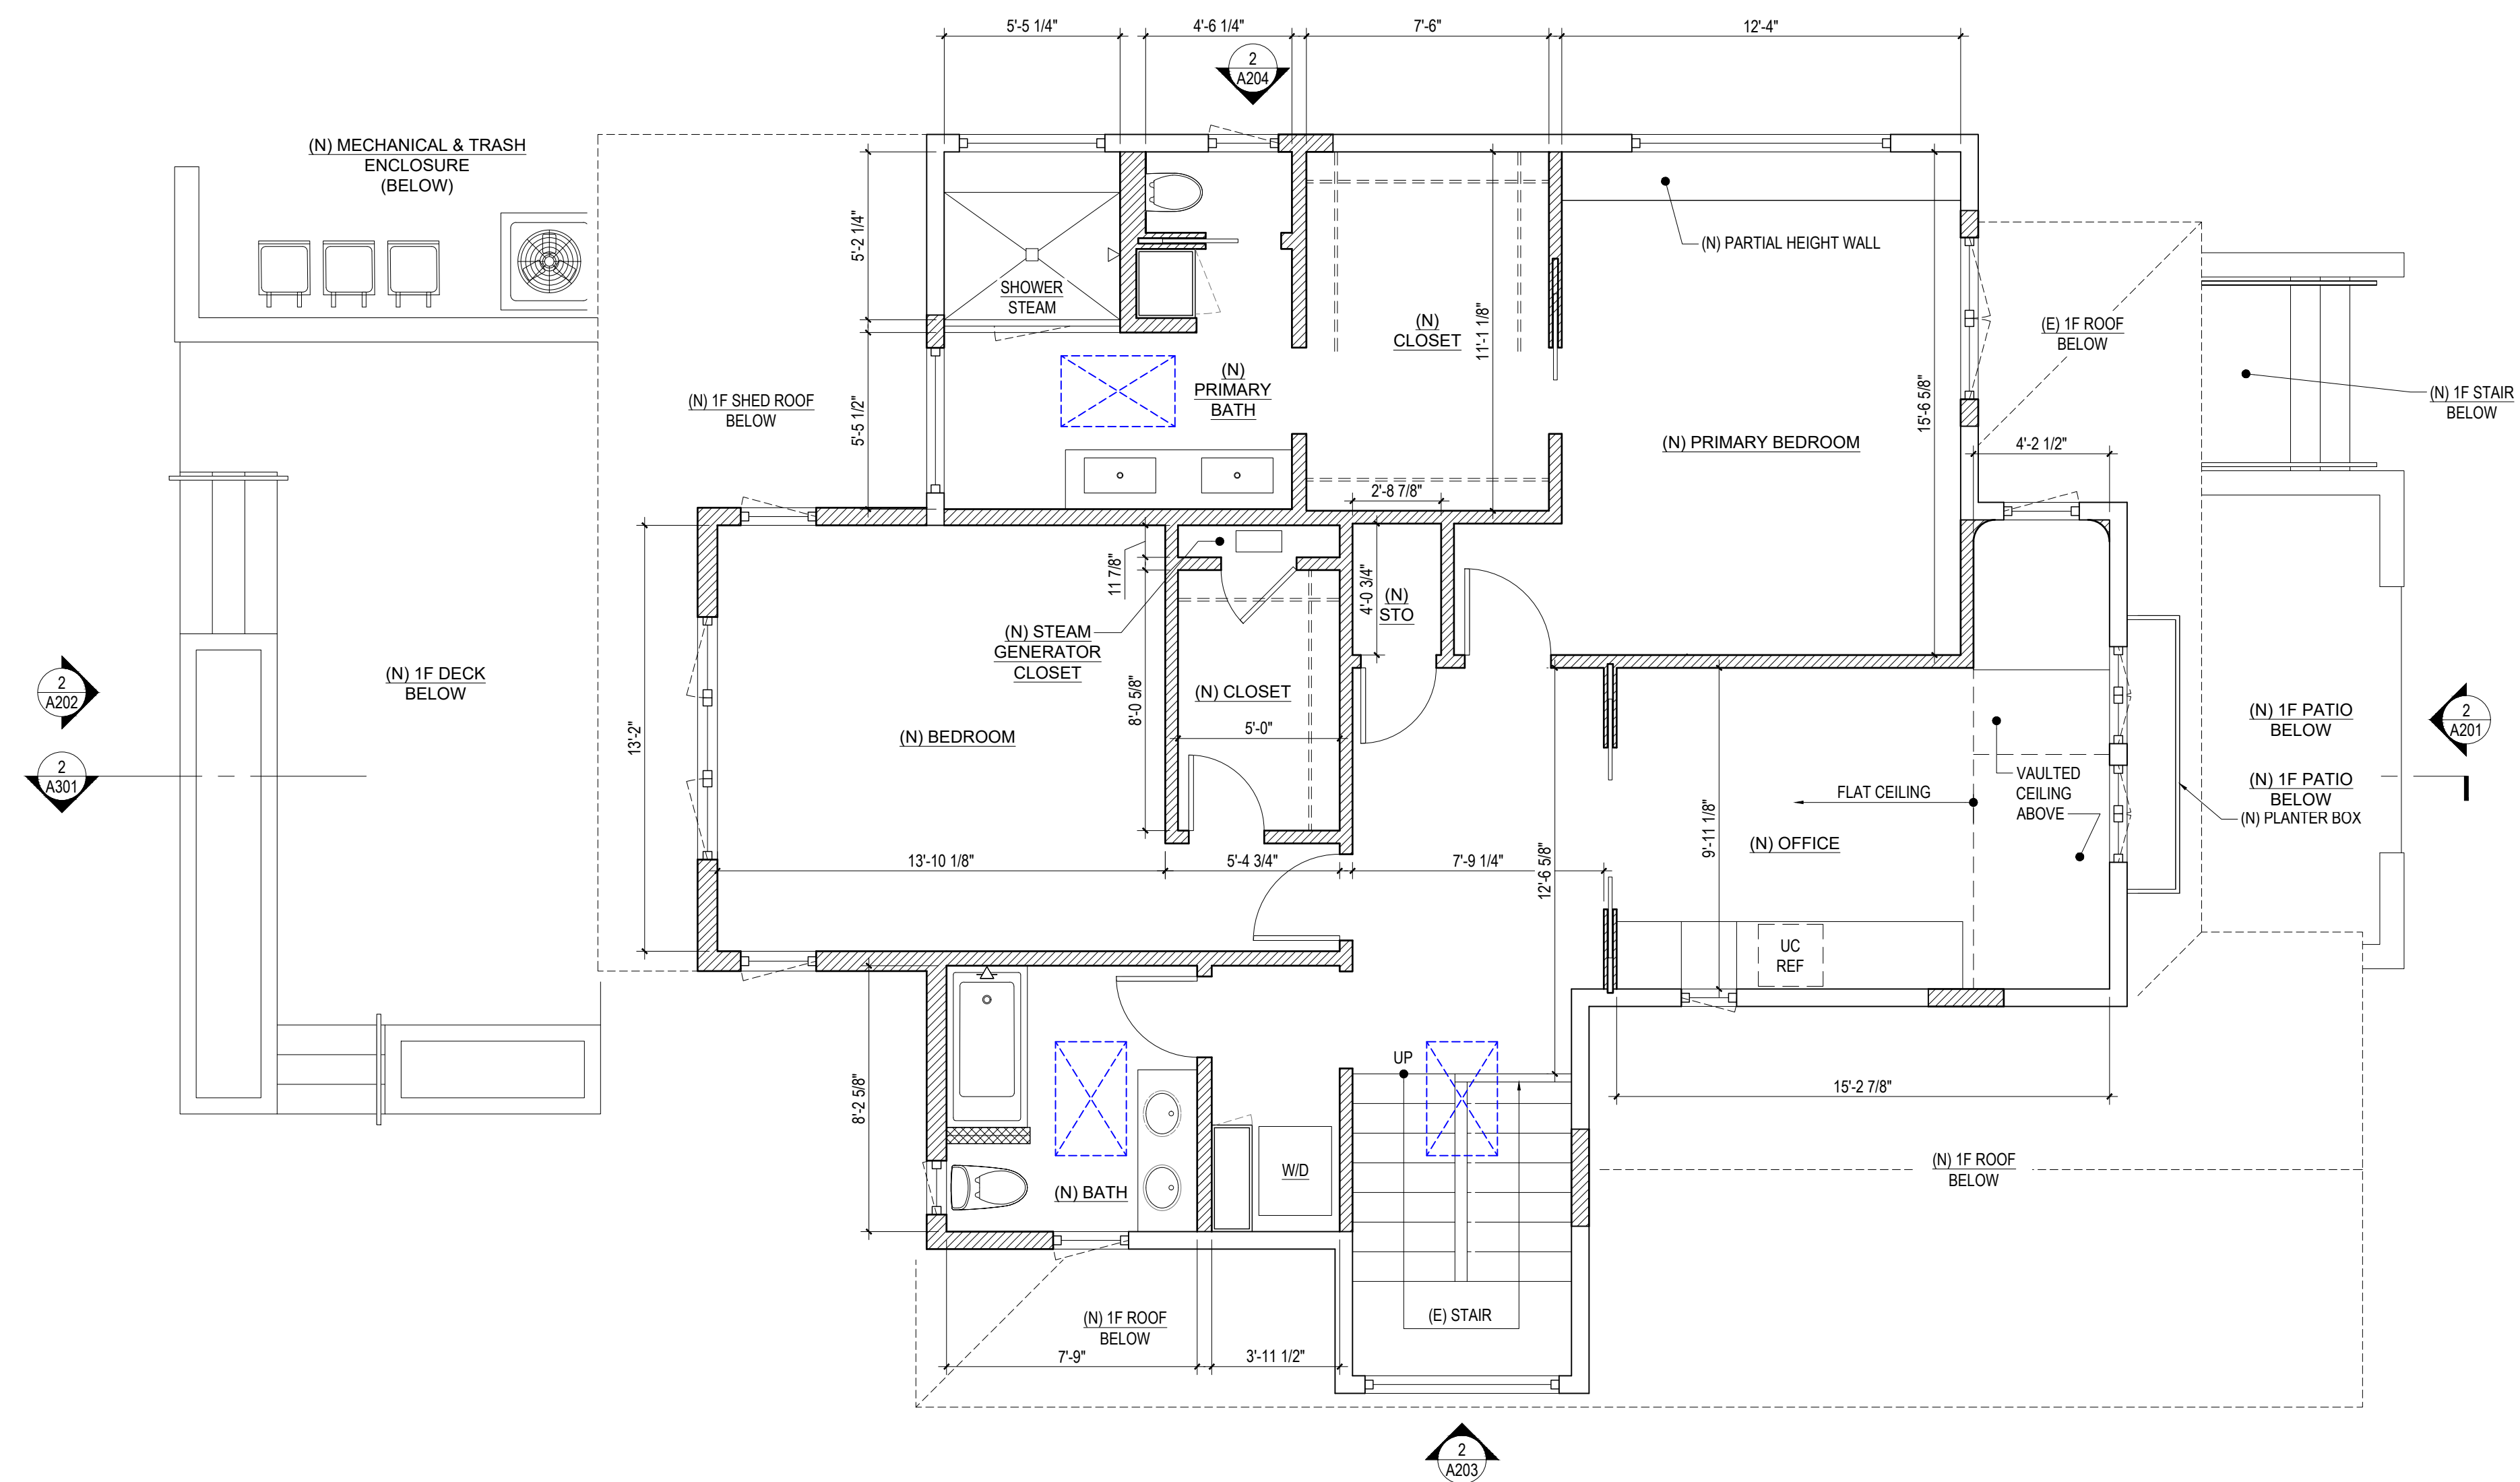 5'-5 1/4"
4'-6 1/4"
7'-6"
12'-4"
2
A204
(N) MECHANICAL & TRASH
ENCLOSURE
(BELOW)
5'-2 1/4"
SHOWER
STEAM
(N) PARTIAL HEIGHT WALL
(N)
CLOSET
11'-11 1/8"
(E) 1F ROOF
BELOW
(N) 1F SHED ROOF
BELOW
5'-5 1/2"
(N)
PRIMARY
BATH
15'-6 5/8"
(N) 1F STAIR
BELOW
(N) PRIMARY BEDROOM
4'-2 1/2"
2'-8 7/8"
11 7/8"
4'-0 3/4"
(N)
STO
(N) STEAM
GENERATOR
CLOSET
2
A202
(N) 1F DECK
BELOW
8'-0 5/8"
(N) CLOSET
5'-0"
13'-2"
(N) BEDROOM
(N) 1F PATIO
BELOW
2
A201
2
A301
FLAT CEILING
VAULTED
CEILING
ABOVE
(N) 1F PATIO
BELOW
(N) PLANTER BOX
9'-11 1/8"
(N) OFFICE
13'-10 1/8"
5'-4 3/4"
7'-9 1/4"
12'-6 5/8"
UC
REF
8'-2 5/8"
UP
15'-2 7/8"
W/D
(N) BATH
(N) 1F ROOF
BELOW
(N) 1F ROOF
BELOW
(E) STAIR
7'-9"
3'-11 1/2"
2
A203